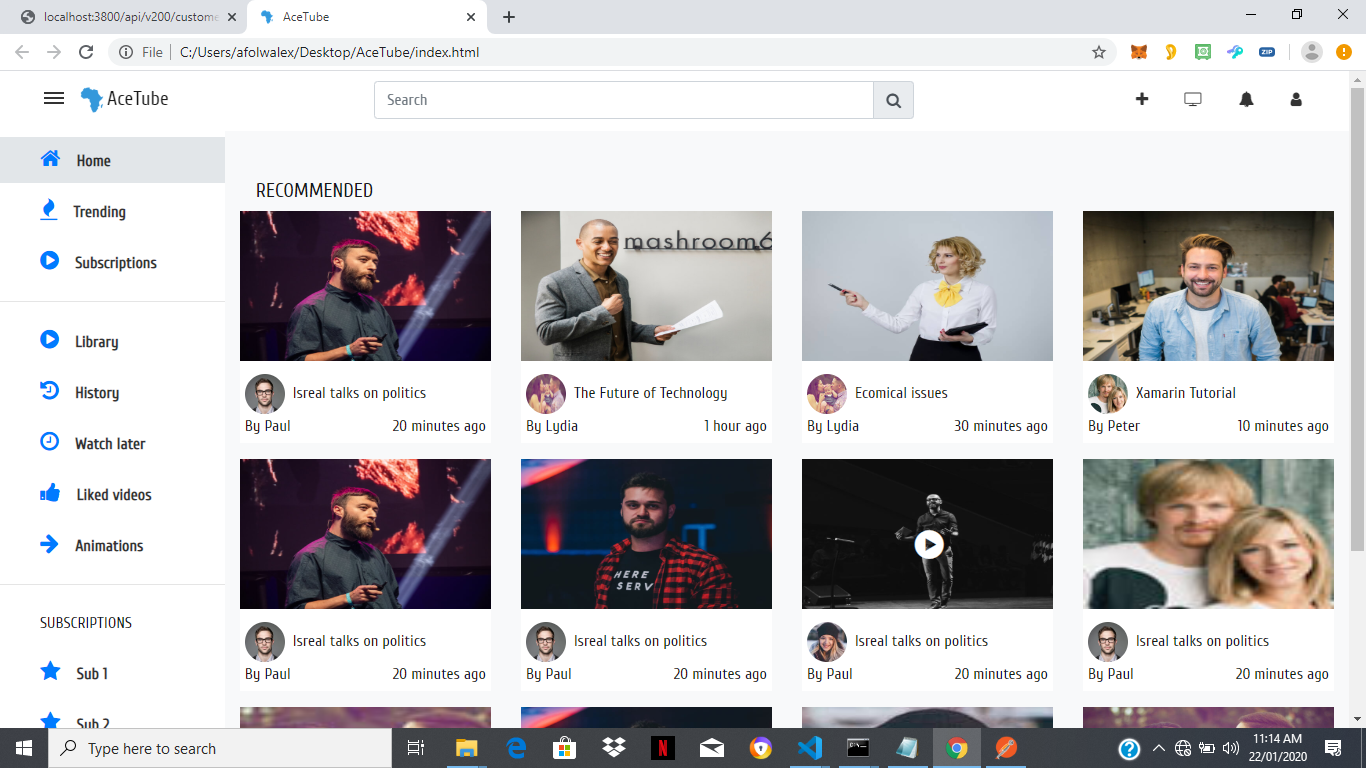 localhost:3800/api/v200/custome
AceTube
File
C:/Users/afolwalex/Desktop/AceTube/index.html
ZIP
AceTube
Search
Home
Trending
Subscriptions
Library
History
Watch later
Liked videos
Animations
SUBSCRIPTIONS
Sub 1
Sub 2
RECOMMENDED
mashroom6
Isreal talks on politics
By Paul 20 minutes ago
The Future of Technology
By Lydia 1 hour ago
Ecomical issues
By Lydia 30 minutes ago
Xamarin Tutorial
By Peter 10 minutes ago
HERE
SERV
Isreal talks on politics
By Paul 20 minutes ago
Isreal talks on politics
By Paul 20 minutes ago
Isreal talks on politics
By Paul 20 minutes ago
Isreal talks on politics
By Paul 20 minutes ago
Type here to search
11:14 AM
22/01/2020